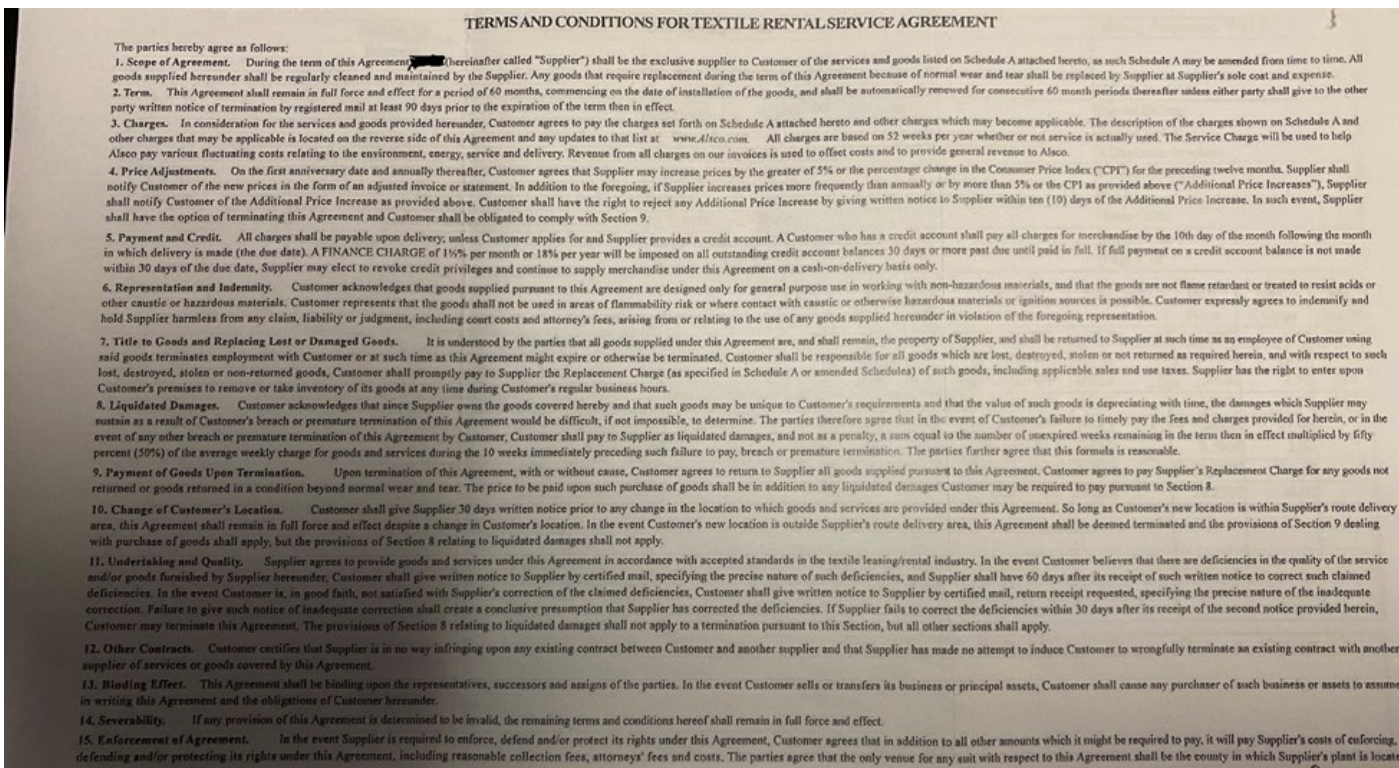 TERMS AND CONDITIONS FOR TEXTILE RENTAL SERVICE AGREEMENT
The parties hereby agree as follows:
1. Scope of Agreement. During the term of this Agreement (hereinafter called "Supplier") shall be the exclusive supplier to Customer of the services and goods listed on Schedule A attached hereto, as such Schedule A may be amended from time to time. All
goods supplied hereunder shall be regularly cleaned and maintained by the Supplier. Any goods that require replacement during the term of this Agreement because of normal wear and tear shall be replaced by Supplier at Supplier's sole cost and expense.
2. Term. This Agreement shall remain in full force and effect for a period of 60 months, commencing on the date of installation of the goods, and shall be automatically renewed for consecutive 60 month periods thereafter unless either party shall give to the other
party written notice of termination by registered mail at least 90 days prior to the expiration of the term then in effect.
3. Charges. In consideration for the services and goods provided hereunder, Customer agrees to pay the charges set forth on Schedule A attached hereto and other charges which may become applicable. The description of the charges shown on Schedule A and
other charges that may be applicable is located on the reverse side of this Agreement and any updates to that list at www.Alsco.com. All charges are based on 52 weeks per year whether or not service is actually used. The Service Charge will be used to help
Alsco pay various fluctuating costs relating to the environment, energy, service and delivery. Revenue from all charges on our invoices is used to offset costs and to provide general revenue to Alsco.
4. Price Adjustments. On the first anniversary date and annually thereafter, Customer agrees that Supplier may increase prices by the greater of 5% or the percentage change in the Consumer Price Index ("CPI") for the preceding twelve months. Supplier shall
notify Customer of the new prices in the form of an adjusted invoice or statement. In addition to the foregoing, if Supplier increases prices more frequently than annually or by more than 5% or the CPI as provided above ("Additional Price Increases"), Supplier
shall notify Customer of the Additional Price Increase as provided above. Customer shall have the right to reject any Additional Price Increase by giving written notice to Supplier within ten (10) days of the Additional Price Increase. In such event, Supplier
shall have the option of terminating this Agreement and Customer shall be obligated to comply with Section 9.
5. Payment and Credit. All charges shall be payable upon delivery, unless Customer applies for and Supplier provides a credit account. A Customer who has a credit account shall pay all charges for merchandise by the 10th day of the month following the month
in which delivery is made (the due date). A FINANCE CHARGE of 1½% per month or 18% per year will be imposed on all outstanding credit account balances 30 days or more past due until paid in full. If full payment on a credit account balance is not made
within 30 days of the due date, Supplier may elect to revoke credit privileges and continue to supply merchandise under this Agreement on a cash-on-delivery basis only.
6. Representation and Indemnity. Customer acknowledges that goods supplied pursuant to this Agreement are designed only for general purpose use in working with non-hazardous materials, and that the goods are not flame retardant or treated to resist acids or
other caustic or hazardous materials. Customer represents that the goods shall not be used in areas of flammability risk or where contact with caustic or otherwise hazardous materials or ignition sources is possible. Customer expressly agrees to indemnify and
hold Supplier harmless from any claim, liability or judgment, including court costs and attorney's fees, arising from or relating to the use of any goods supplied hereunder in violation of the foregoing representation.
7. Title to Goods and Replacing Lost or Damaged Goods. It is understood by the parties that all goods supplied under this Agreement are, and shall remain, the property of Supplier, and shall be returned to Supplier at such time as an employee of Customer using
said goods terminates employment with Customer or at such time as this Agreement might expire or otherwise be terminated. Customer shall be responsible for all goods which are lost, destroyed, stolen or not returned as required herein, and with respect to such
lost, destroyed, stolen or non-returned goods, Customer shall promptly pay to Supplier the Replacement Charge (as specified in Schedule A or amended Schedules) of such goods, including applicable sales and use taxes. Supplier has the right to enter upon
Customer's premises to remove or take inventory of its goods at any time during Customer's regular business hours.
8. Liquidated Damages. Customer acknowledges that since Supplier owns the goods covered hereby and that such goods may be unique to Customer's requirements and that the value of such goods is depreciating with time, the damages which Supplier may
sustain as a result of Customer's breach or premature termination of this Agreement would be difficult, if not impossible, to determine. The parties therefore agree that in the event of Customer's failure to timely pay the fees and charges provided for herein, or in the
event of any other breach or premature termination of this Agreement by Customer, Customer shall pay to Supplier as liquidated damages, and not as a penalty, a sum equal to the number of unexpired weeks remaining in the term then in effect multiplied by fifty
percent (50%) of the average weekly charge for goods and services during the 10 weeks immediately preceding such failure to pay, breach or premature termination. The parties further agree that this formula is reasonable.
9. Payment of Goods Upon Termination. Upon termination of this Agreement, with or without cause, Customer agrees to return to Supplier all goods supplied pursuant to this Agreement. Customer agrees to pay Supplier's Replacement Charge for any goods not
returned or goods returned in a condition beyond normal wear and tear. The price to be paid upon such purchase of goods shall be in addition to any liquidated damages Customer may be required to pay pursuant to Section 8.
10. Change of Customer's Location. Customer shall give Supplier 30 days written notice prior to any change in the location to which goods and services are provided under this Agreement. So long as Customer's new location is within Supplier's route delivery
area, this Agreement shall remain in full force and effect despite a change in Customer's location. In the event Customer's new location is outside Supplier's route delivery area, this Agreement shall be deemed terminated and the provisions of Section 9 dealing
with purchase of goods shall apply, but the provisions of Section 8 relating to liquidated damages shall not apply.
11. Undertaking and Quality. Supplier agrees to provide goods and services under this Agreement in accordance with accepted standards in the textile leasing/rental industry. In the event Customer believes that there are deficiencies in the quality of the service
and/or goods furnished by Supplier hereunder, Customer shall give written notice to Supplier by certified mail, specifying the precise nature of such deficiencies, and Supplier shall have 60 days after its receipt of such written notice to correct such claimed
deficiencies. In the event Customer is, in good faith, not satisfied with Supplier's correction of the claimed deficiencies, Customer shall give written notice to Supplier by certified mail, return receipt requested, specifying the precise nature of the inadequate
correction. Failure to give such notice of inadequate correction shall create a conclusive presumption that Supplier has corrected the deficiencies. If Supplier fails to correct the deficiencies within 30 days after its receipt of the second notice provided herein,
Customer may terminate this Agreement. The provisions of Section 8 relating to liquidated damages shall not apply to a termination pursuant to this Section, but all other sections shall apply.
12. Other Contracts. Customer certifies that Supplier is in no way infringing upon any existing contract between Customer and another supplier and that Supplier has made no attempt to induce Customer to wrongfully terminate an existing contract with another
supplier of services or goods covered by this Agreement.
13. Binding Effect. This Agreement shall be binding upon the representatives, successors and assigns of the parties. In the event Customer sells or transfers its business or principal assets, Customer shall cause any purchaser of such business or assets to assume
in writing this Agreement and the obligations of Customer hereunder.
14. Severability. If any provision of this Agreement is determined to be invalid, the remaining terms and conditions hereof shall remain in full force and effect.
15. Enforcement of Agreement. In the event Supplier is required to enforce, defend and/or protect its rights under this Agreement, Customer agrees that in addition to all other amounts which it might be required to pay, it will pay Supplier's costs of enforcing,
defending and/or protecting its rights under this Agreement, including reasonable collection fees, attorneys' fees and costs. The parties agree that the only venue for any suit with respect to this Agreement shall be the county in which Supplier's plant is locate